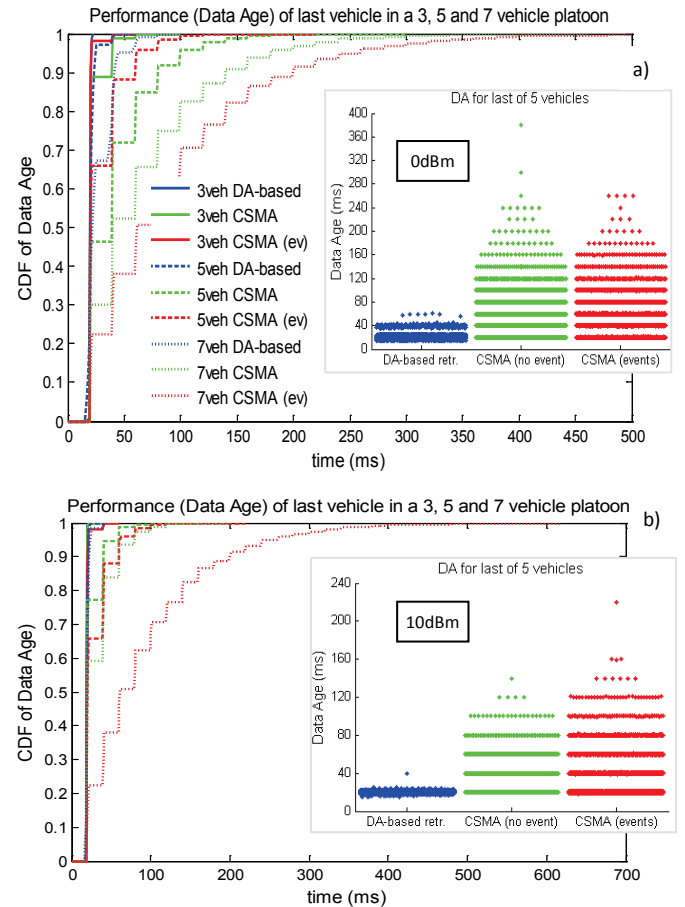 Performance (Data Age) of last vehicle in a 3, 5 and 7 vehicle platoon
a)
CDF of Data Age
1
0.9
0.8
0.7
0.6
0.5
0.4
0.3
0.2
0.1
0
3veh DA-based
3veh CSMA
3veh CSMA (ev)
5veh DA-based
5veh CSMA
5veh CSMA (ev)
7veh DA-based
7veh CSMA
7veh CSMA (ev)
DA for last of 5 vehicles
0dBm
Data Age (ms)
400
360
320
280
240
200
160
120
80
40
0
DA-based retr. CSMA (no event) CSMA (events)
0 50 100 150 200 250 300 350 400 450 500
time (ms)
Performance (Data Age) of last vehicle in a 3, 5 and 7 vehicle platoon
b)
CDF of Data Age)
1
0.9
0.8
0.7
0.6
0.5
0.4
0.3
0.2
0.1
0
DA for last of 5 vehicles
10dBm
Data Age (ms)
240
200
160
120
80
40
0
DA-based retr. CSMA (no event) CSMA (events)
0 100 200 300 400 500 600 700
time (ms)